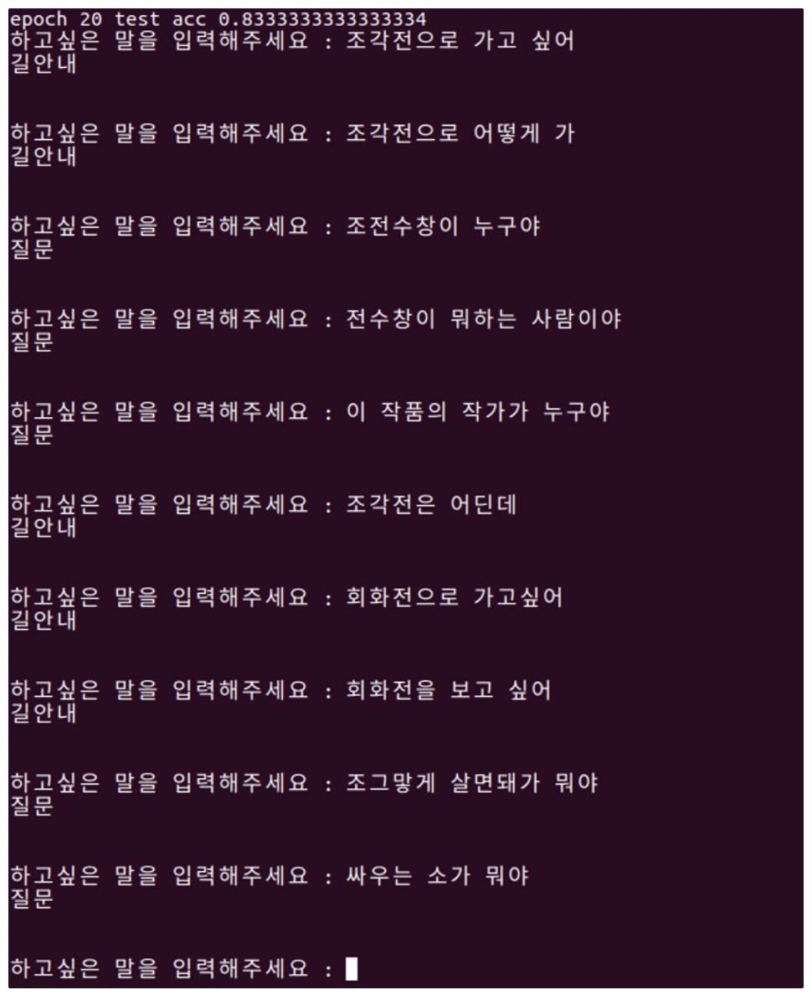 epoch 20 test acc 0.8333333333333334
하고싶은 말을 입력해주세요 : 조각전으로 가고 싶어
길안내
하고싶은 말을 입력해주세요 : 조각전으로 어떻게 가
길안내
하고싶은 말을 입력해주세요 : 조전수창이 누구야
질문
하고싶은 말을 입력해주세요 : 전수창이 뭐하는 사람이야
질문
하고싶은 말을 입력해주세요 : 이 작품의 작가가 누구야
질문
하고싶은 말을 입력해주세요 : 조각전은 어딘데
길안내
하고싶은 말을 입력해주세요 : 회화전으로 가고싶어
길안내
하고싶은 말을 입력해주세요 : 회화전을 보고 싶어
길안내
하고싶은 말을 입력해주세요 : 조그맣게 살면돼가 뭐야
질문
하고싶은 말을 입력해주세요 : 싸우는 소가 뭐야
질문
하고싶은 말을 입력해주세요 :